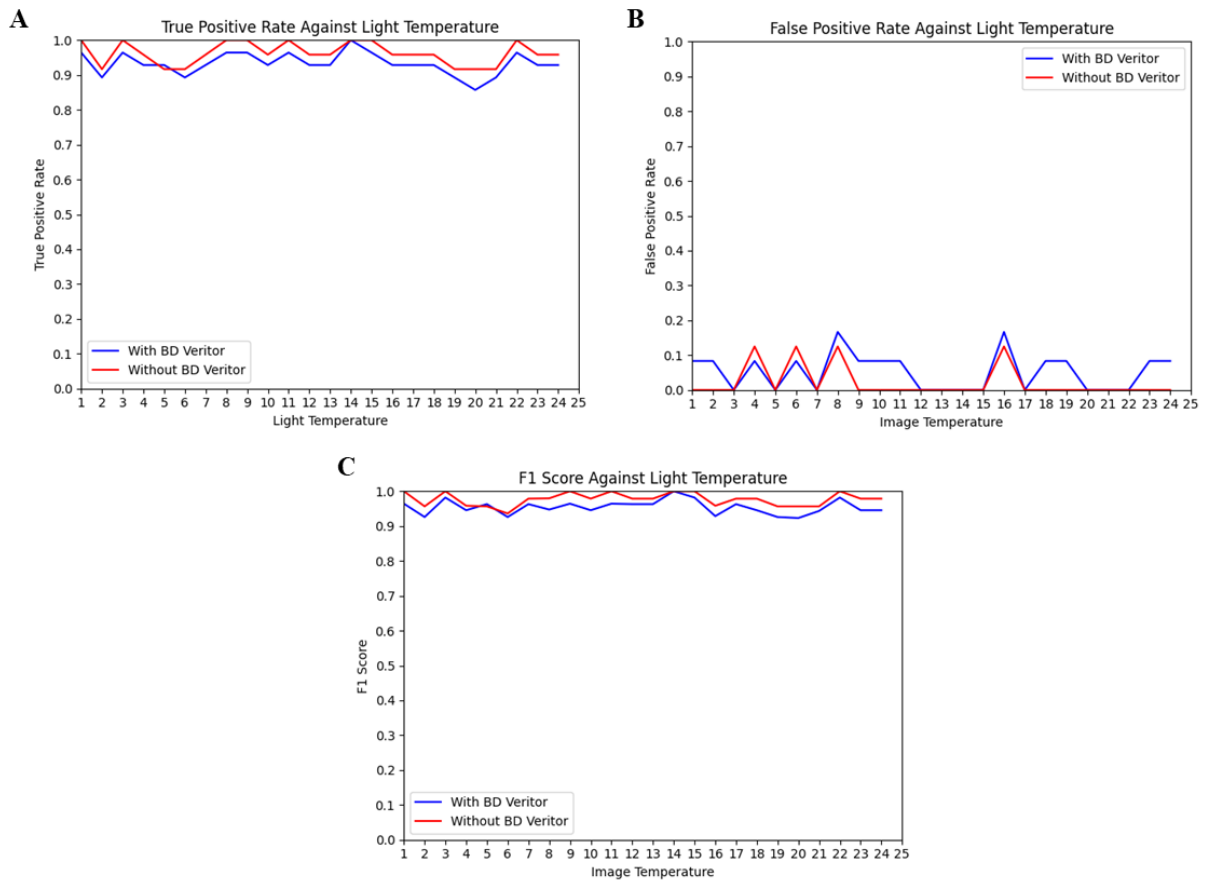 A
True Positive Rate Against Light Temperature
True Positive Rate
1.0
0.9
0.8
0.7
0.6
0.5
0.4
0.3
0.2
0.1
0.0
With BD Veritor
Without BD Veritor
1 2 3 4 5 6 7 8 9 10 11 12 13 14 15 16 17 18 19 20 21 22 23 24 25
Light Temperature
B
False Positive Rate Against Light Temperature
False Positive Rate
1.0
0.9
0.8
0.7
0.6
0.5
0.4
0.3
0.2
0.1
0.0
With BD Veritor
Without BD Veritor
1 2 3 4 5 6 7 8 9 10 11 12 13 14 15 16 17 18 19 20 21 22 23 24 25
Image Temperature
C
F1 Score Against Light Temperature
F1 Score
1.0
0.9
0.8
0.7
0.6
0.5
0.4
0.3
0.2
0.1
0.0
With BD Veritor
Without BD Veritor
1 2 3 4 5 6 7 8 9 10 11 12 13 14 15 16 17 18 19 20 21 22 23 24 25
Image Temperature